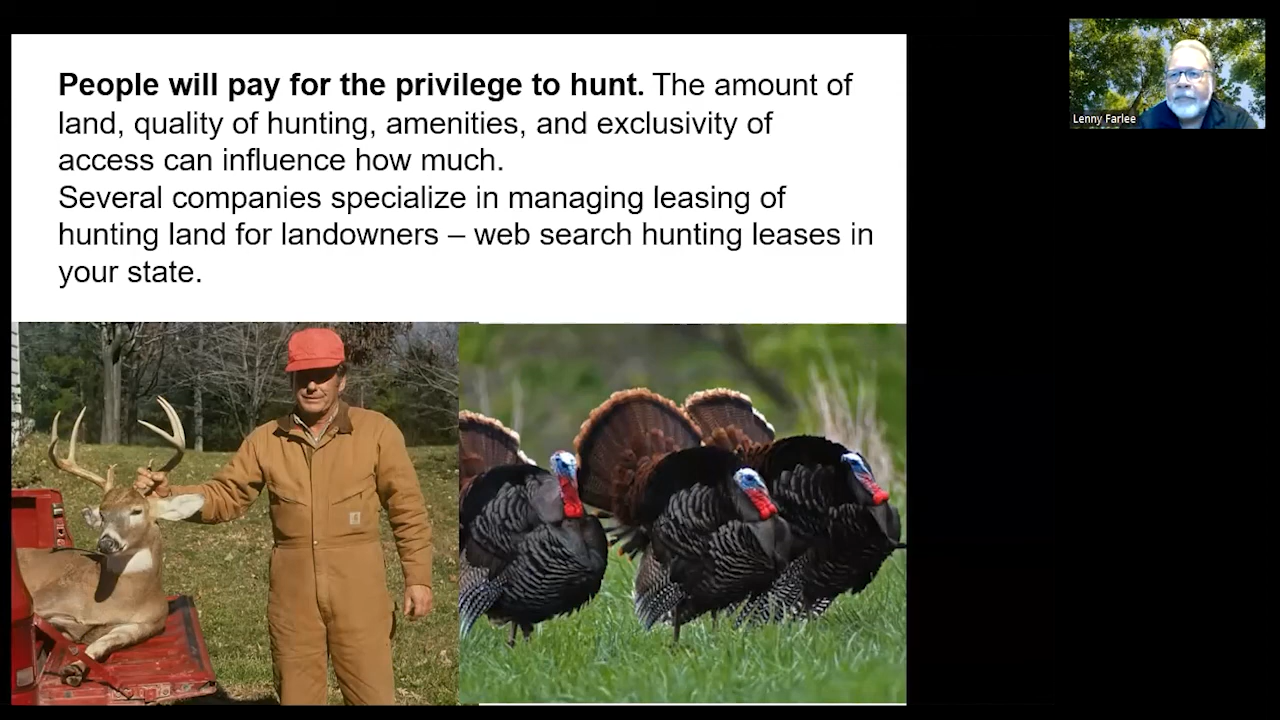 People will pay for the privilege to hunt. The amount of
land, quality of hunting, amenities, and exclusivity of
access can influence how much.
Several companies specialize in managing leasing of
hunting land for landowners – web search hunting leases in
your state.
Lenny Farlee